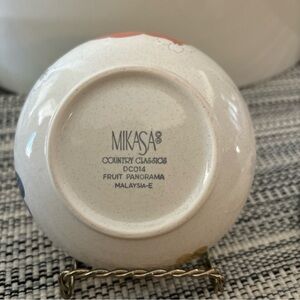 MIKASA
COUNTRY CLASSICS
DC014
FRUIT PANORAMA
MALAYSIA-E